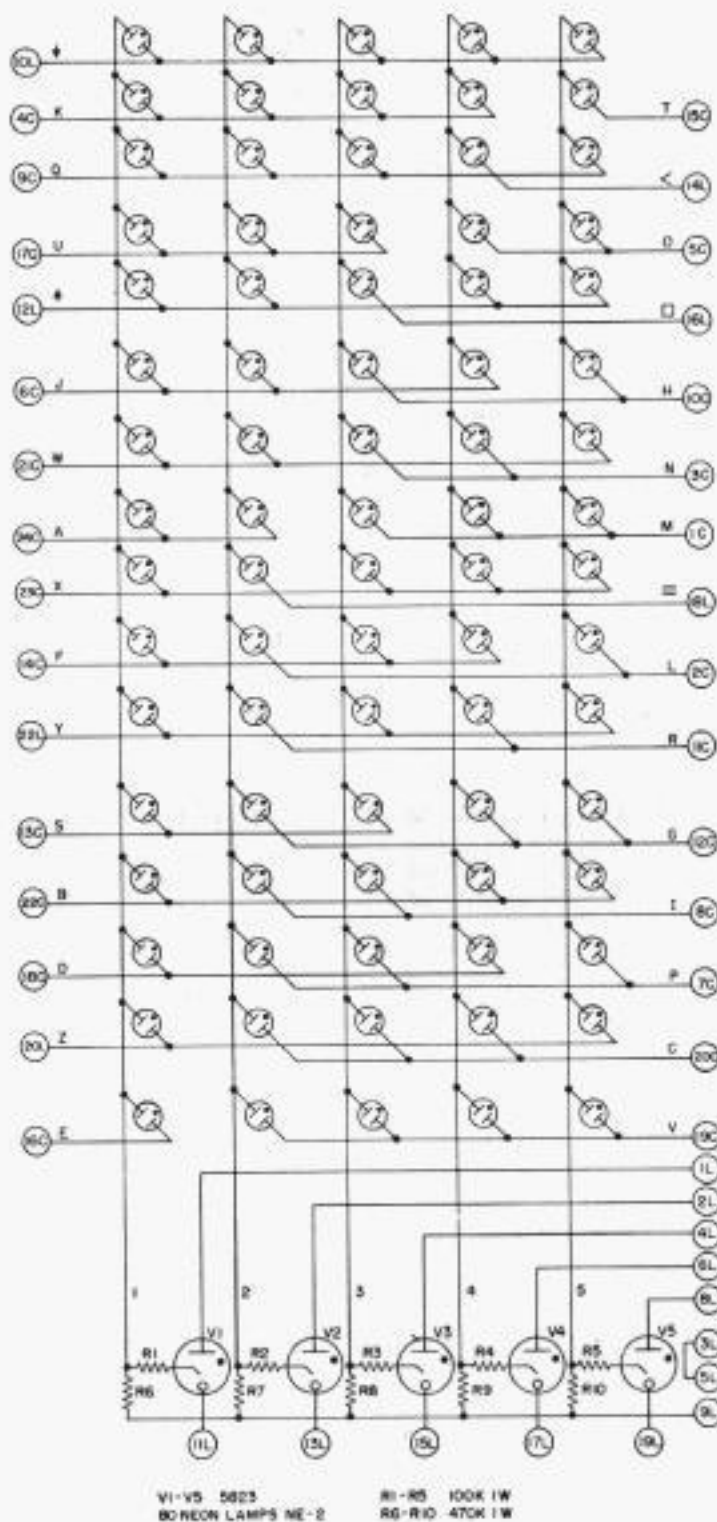 10L
4C K T 15C
9C Q < 14L
17C U O 5C
12L □ 16L
6C J H 10C
21C W N 3C
A M 1C
23C X ≡ 18L
14C F L 2C
22L Y R 11C
13C S G 12C
22C B I 8C
18C D P 7C
20L Z C 20C
16C E V 19C
1L
2L
4L
6L
8L
1 2 3 4 5
V1 V2 V3 V4 V5
R1 R2 R3 R4 R5
3L
R6 R7 R8 R9 R10
5L
9L
11L 13L 15L 17L 19L
V1-V5 5823 R1-R5 100K 1W
80 NEON LAMPS NE-2 R6-R10 470K 1W